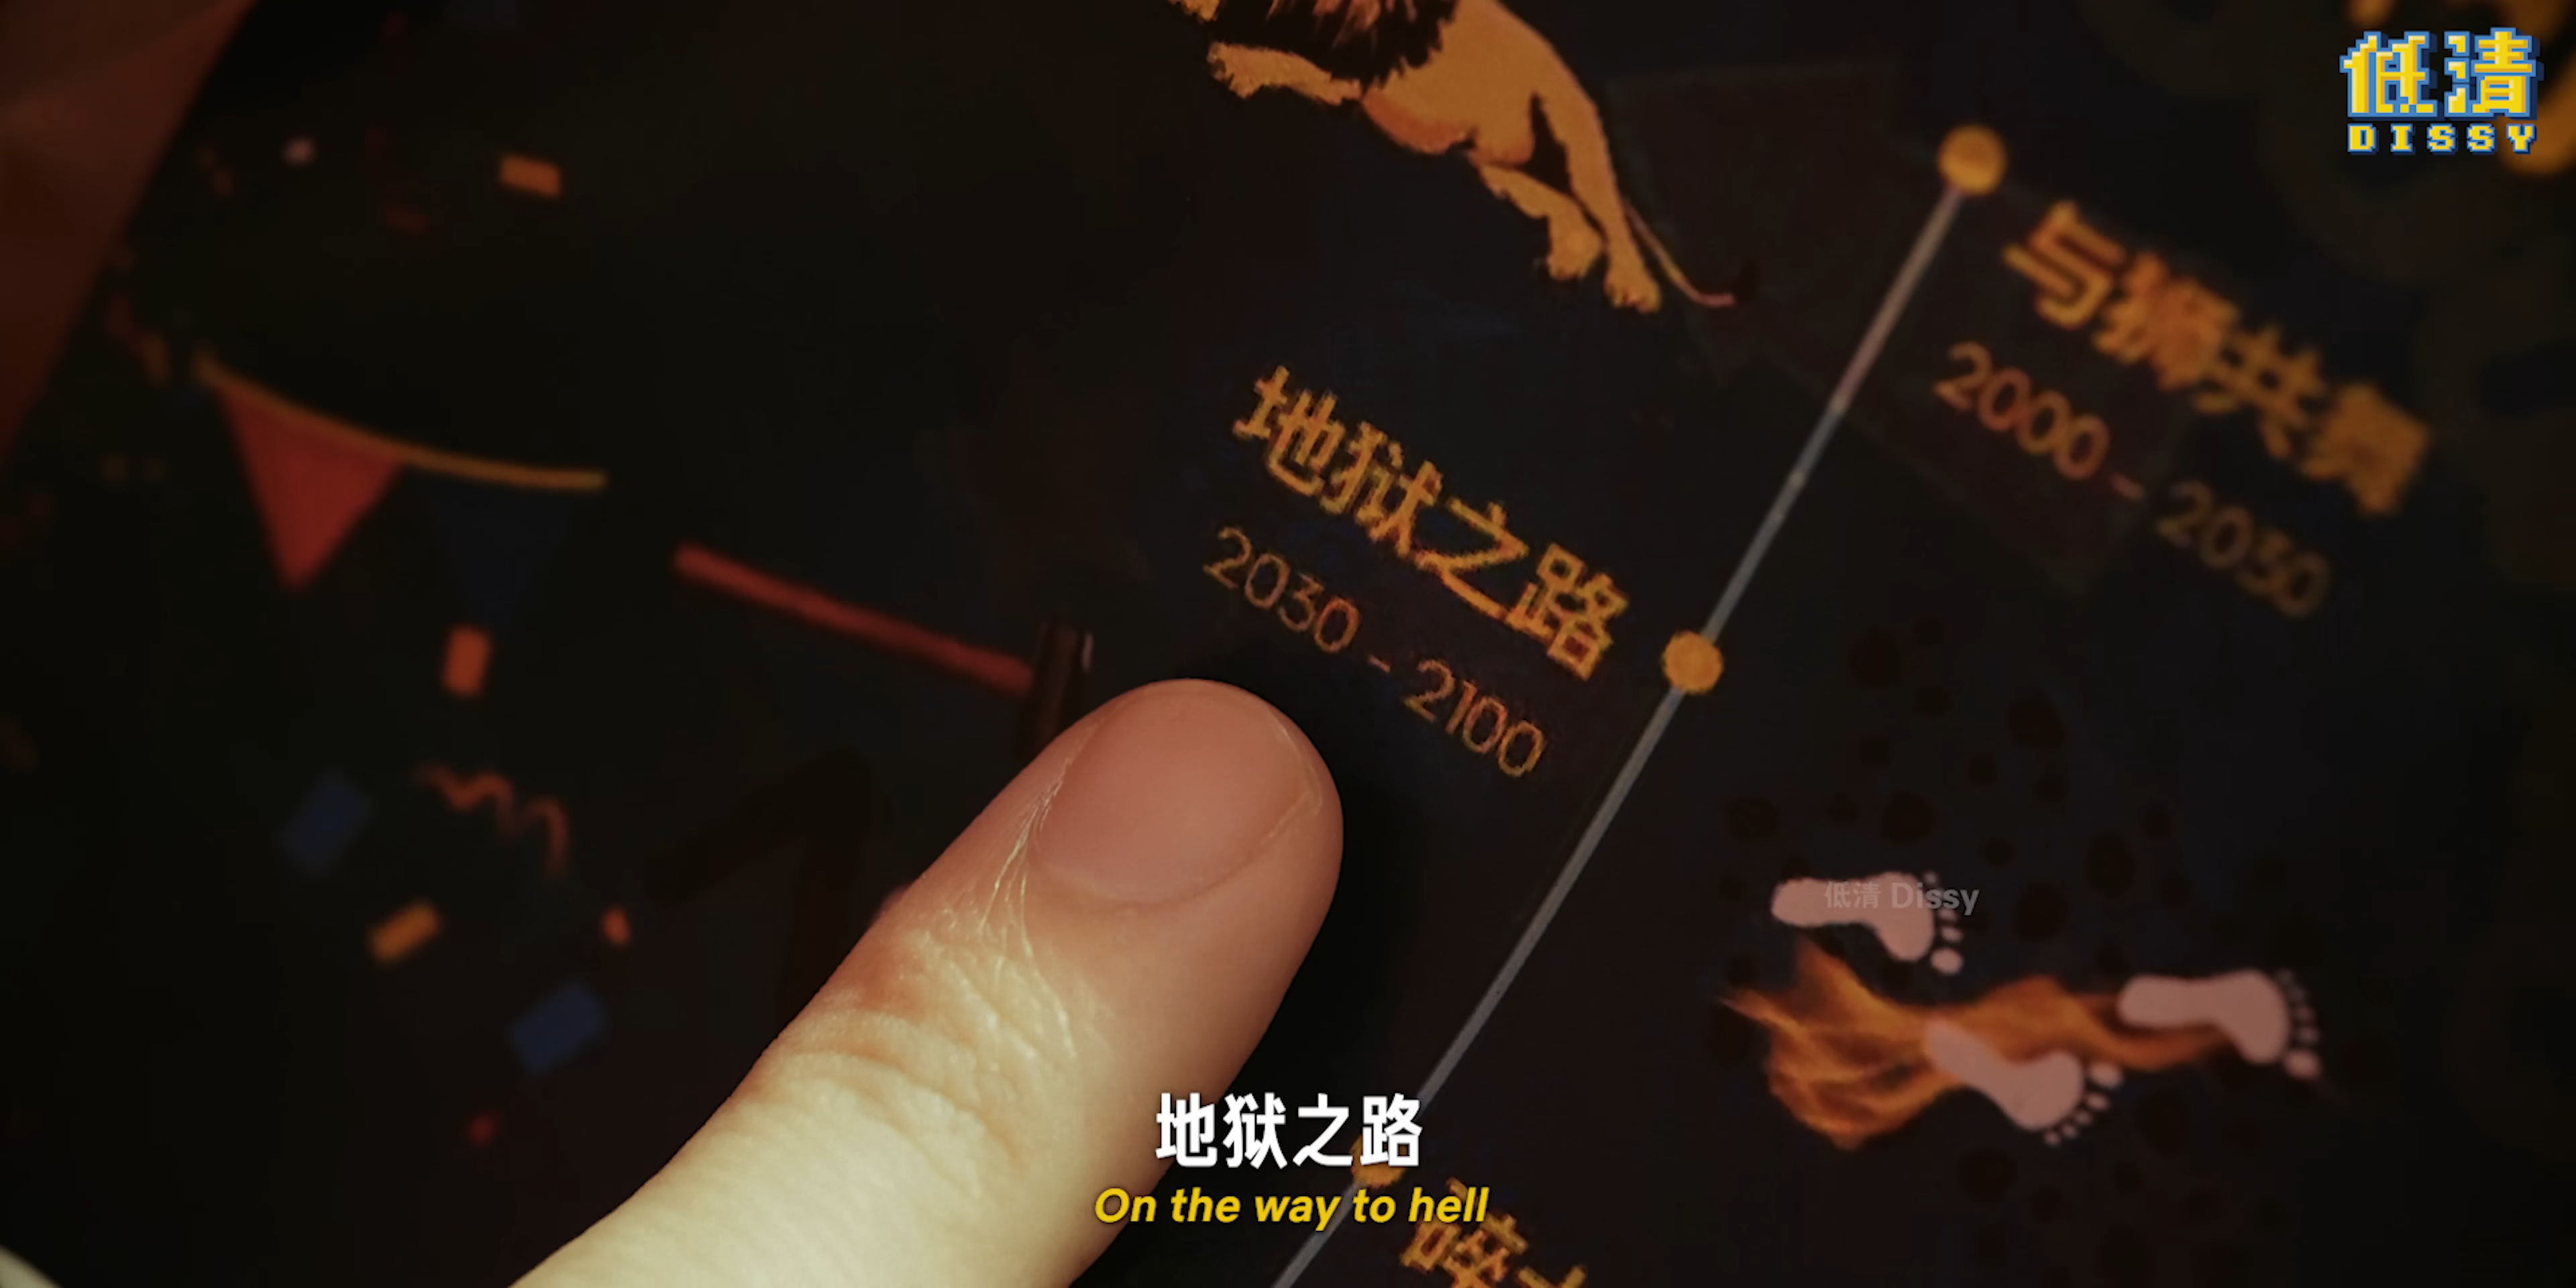 低清
DISSY
与狮共舞
2000 - 2030
地狱之路
2030 - 2100
低清 Dissy
地狱之路
On the way to hell